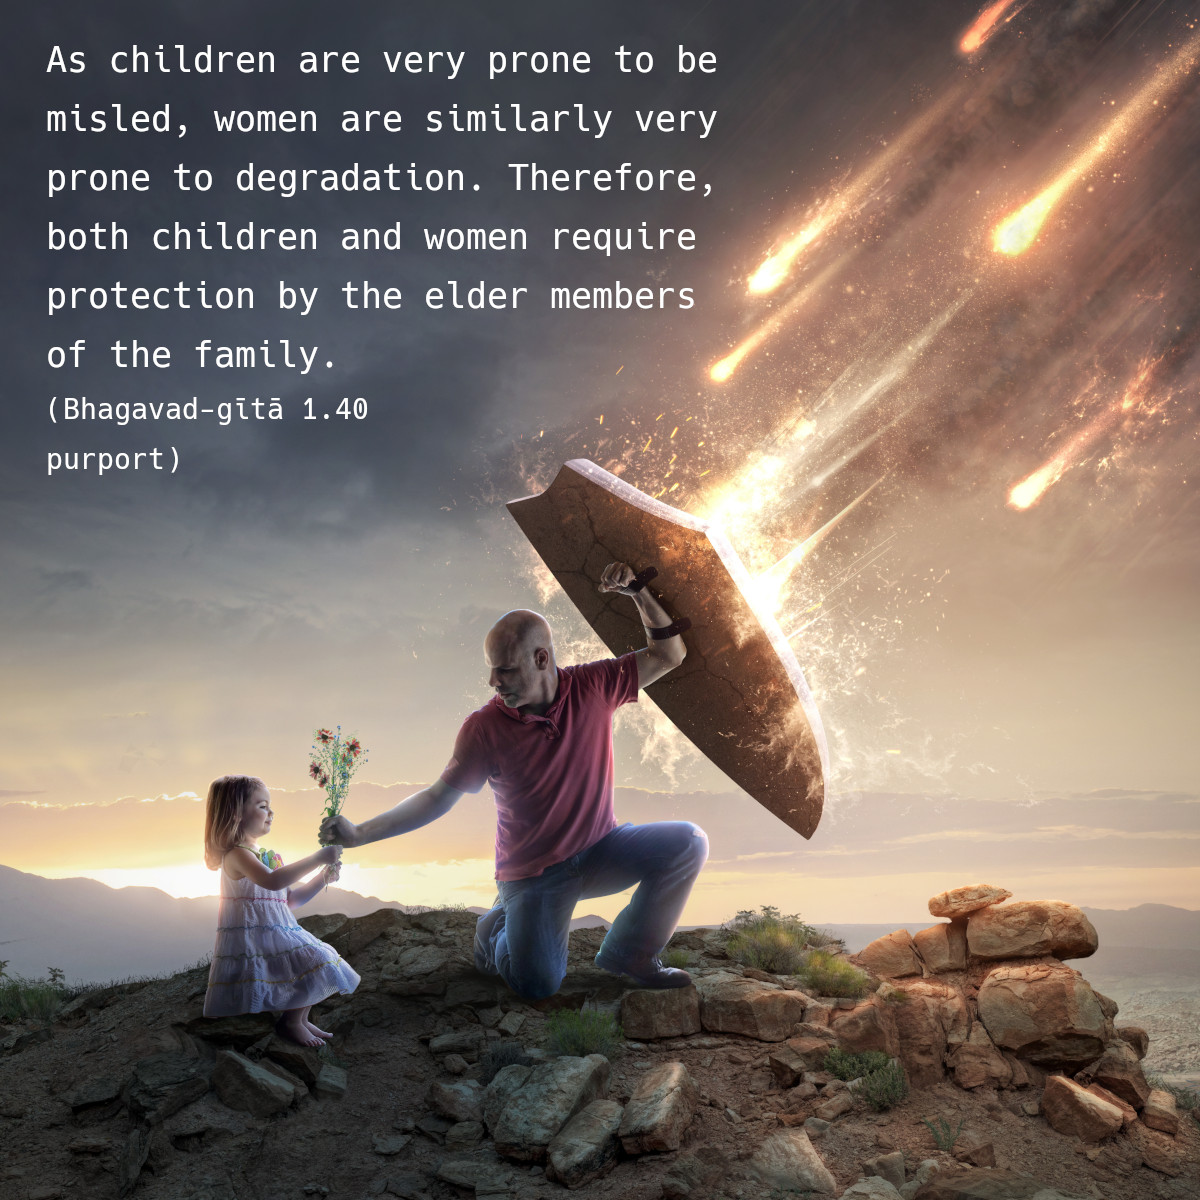 As children are very prone to be
misled, women are similarly very
prone to degradation. Therefore,
both children and women require
protection by the elder members
of the family.
(Bhagavad-gītā 1.40
purport)